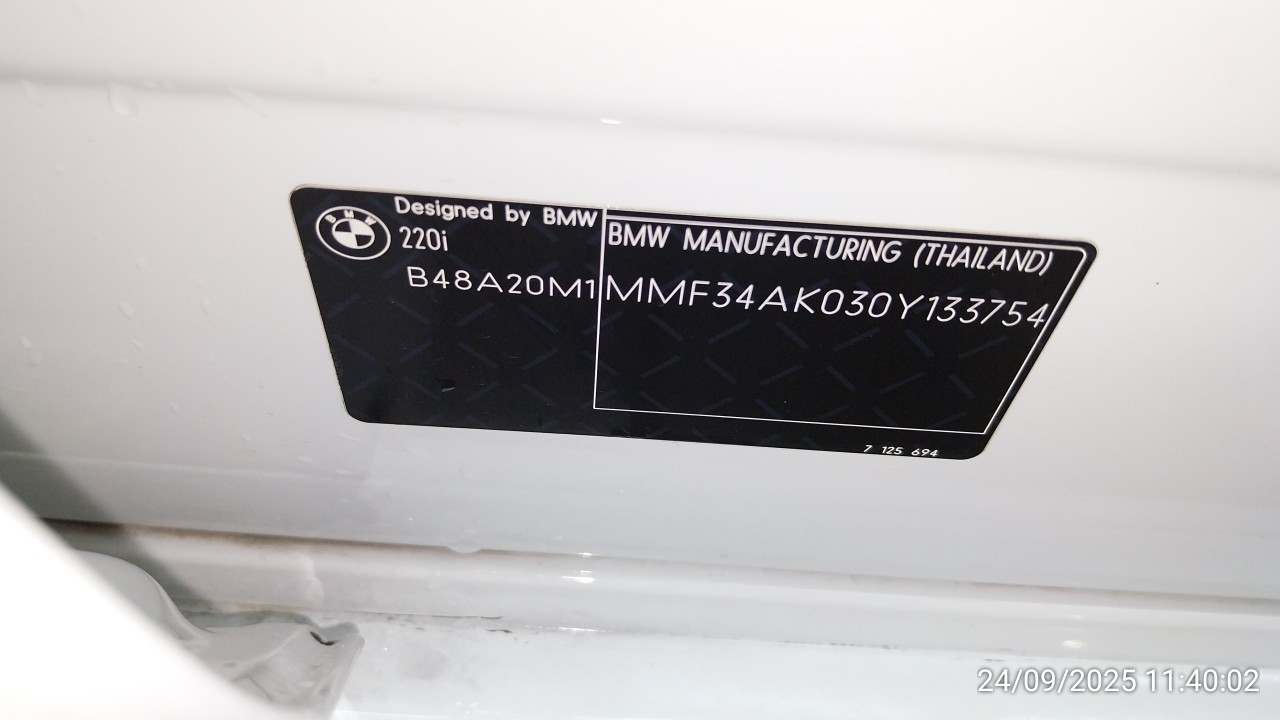 BMW
Designed by BMW
220i
B48A20M1
BMW MANUFACTURING (THAILAND)
MMF34AK030Y133754
7 125 694
24/09/2025 11:40:02